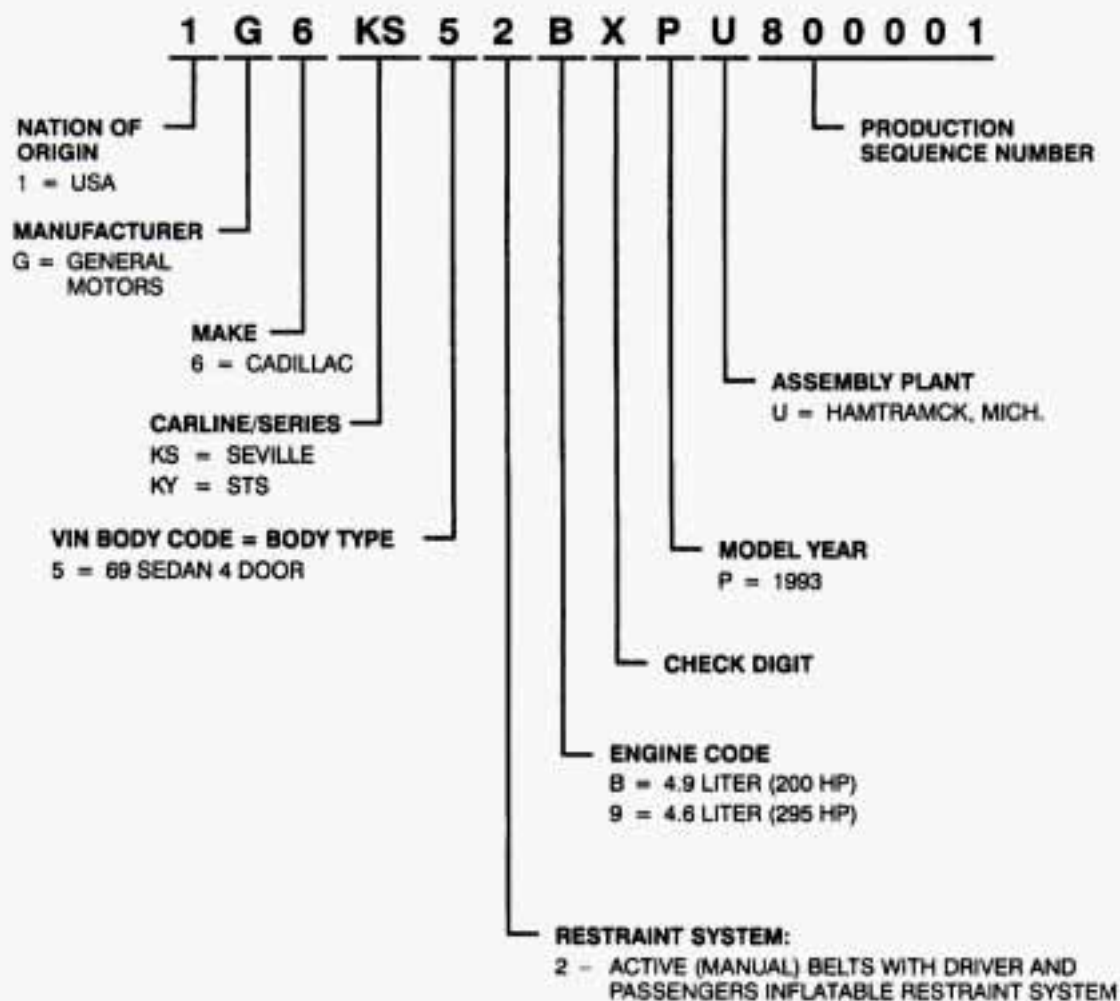 1 G 6 KS 5 2 B X P U 8 0 0 0 0 1
NATION OF
ORIGIN
1 = USA
PRODUCTION
SEQUENCE NUMBER
MANUFACTURER
G = GENERAL
MOTORS
MAKE
6 = CADILLAC
ASSEMBLY PLANT
U = HAMTRAMCK, MICH.
CARLINE/SERIES
KS = SEVILLE
KY = STS
VIN BODY CODE = BODY TYPE
5 = 69 SEDAN 4 DOOR
MODEL YEAR
P = 1993
CHECK DIGIT
ENGINE CODE
B = 4.9 LITER (200 HP)
9 = 4.6 LITER (295 HP)
RESTRAINT SYSTEM:
2 - ACTIVE (MANUAL) BELTS WITH DRIVER AND
PASSENGERS INFLATABLE RESTRAINT SYSTEM